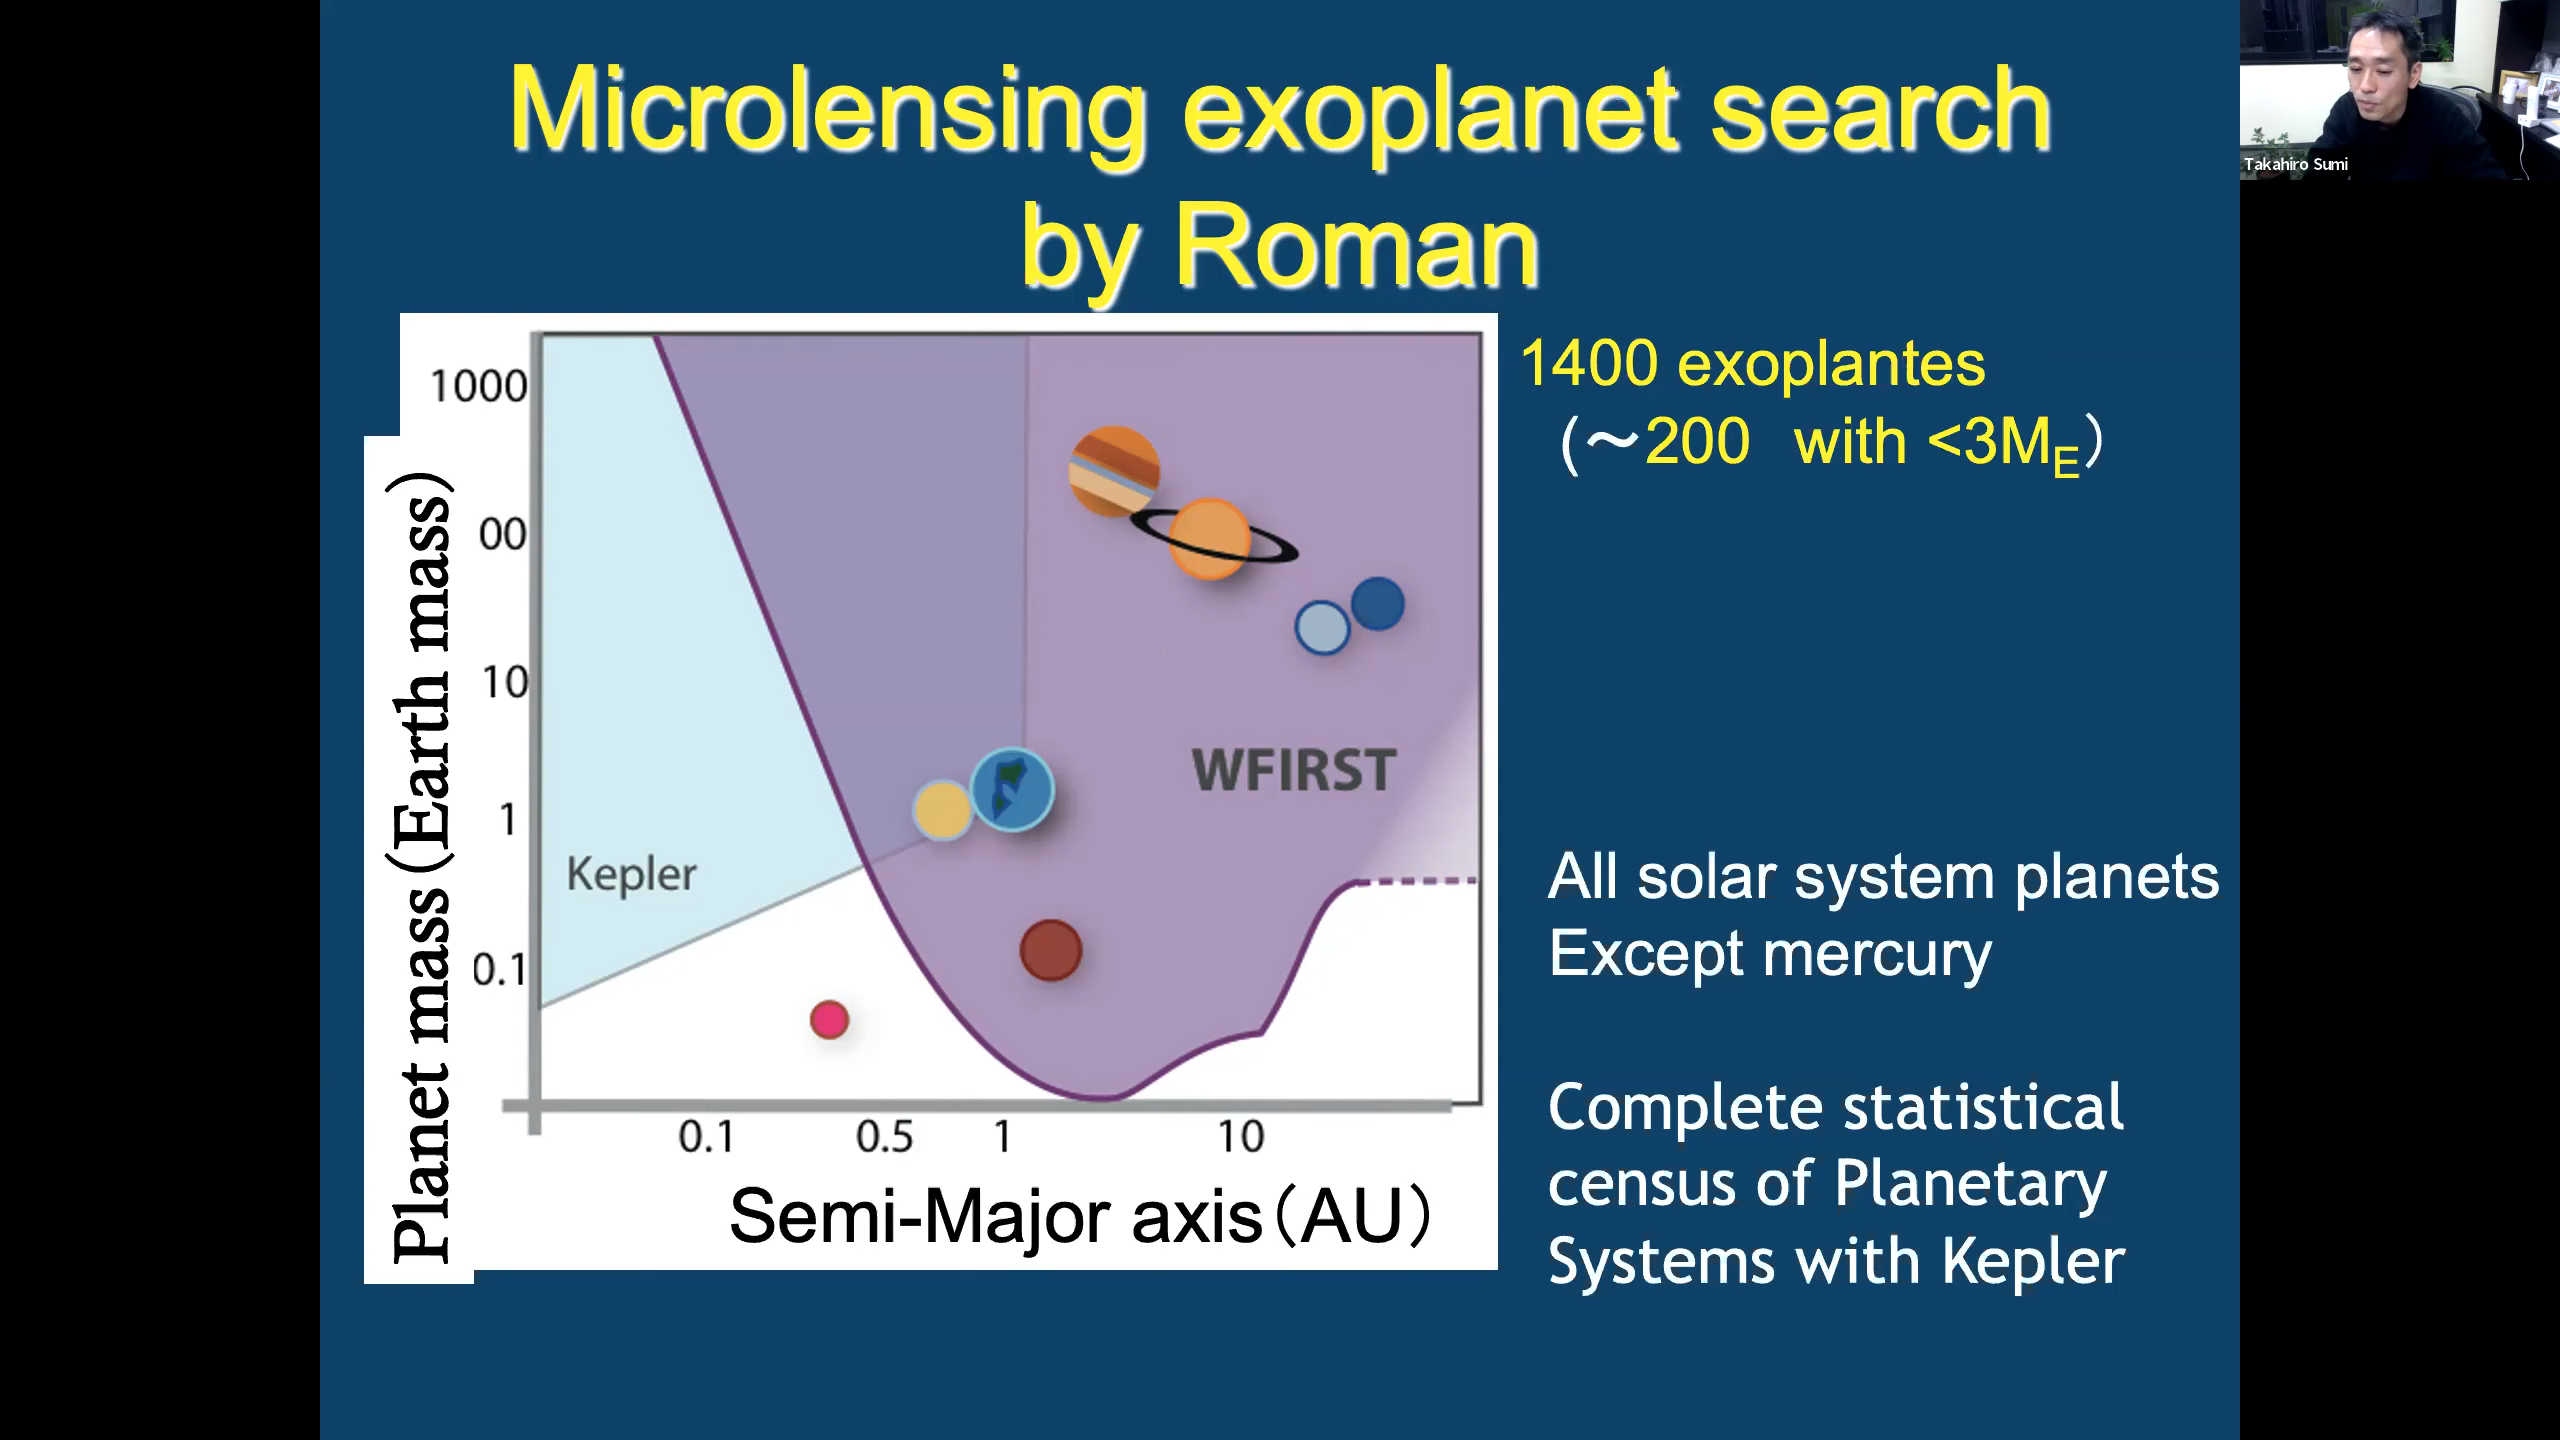 Microlensing exoplanet search
by Roman
Takahiro Sumi
1400 exoplantes
(～200 with <3ME)
Planet mass(Earth mass)
1000
00
10
1
0.1
Kepler
WFIRST
0.1 0.5 1 10
Semi-Major axis(AU)
All solar system planets
Except mercury
Complete statistical
census of Planetary
Systems with Kepler